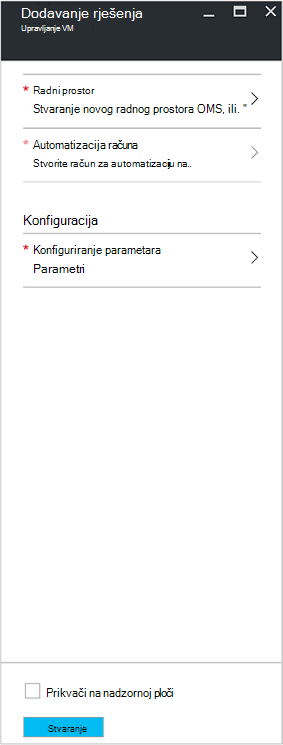 Dodavanje rješenja
Upravljanje VM
* Radni prostor
Stvaranje novog radnog prostora OMS, ili. "
* Automatizacija računa
Stvorite račun za automatizaciju na..
Konfiguracija
* Konfiguriranje parametara
Parametri
Prikvači na nadzornoj ploči
Stvaranje